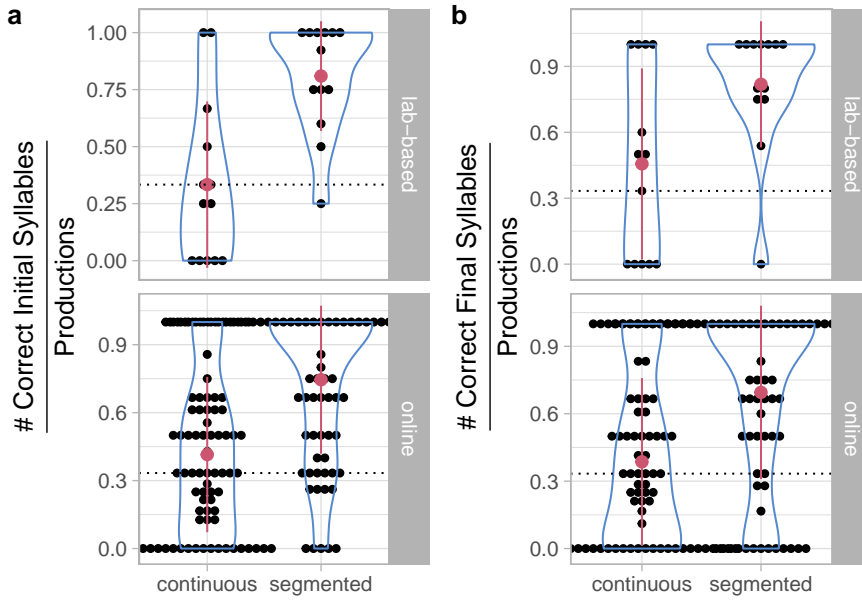 a
# Correct Initial Syllables
Productions
1.00
0.75
0.50
0.25
0.00
lab−based
0.9
0.6
0.3
0.0
online
continuous
segmented
b
# Correct Final Syllables
Productions
0.9
0.6
0.3
0.0
lab−based
0.9
0.6
0.3
0.0
online
continuous
segmented